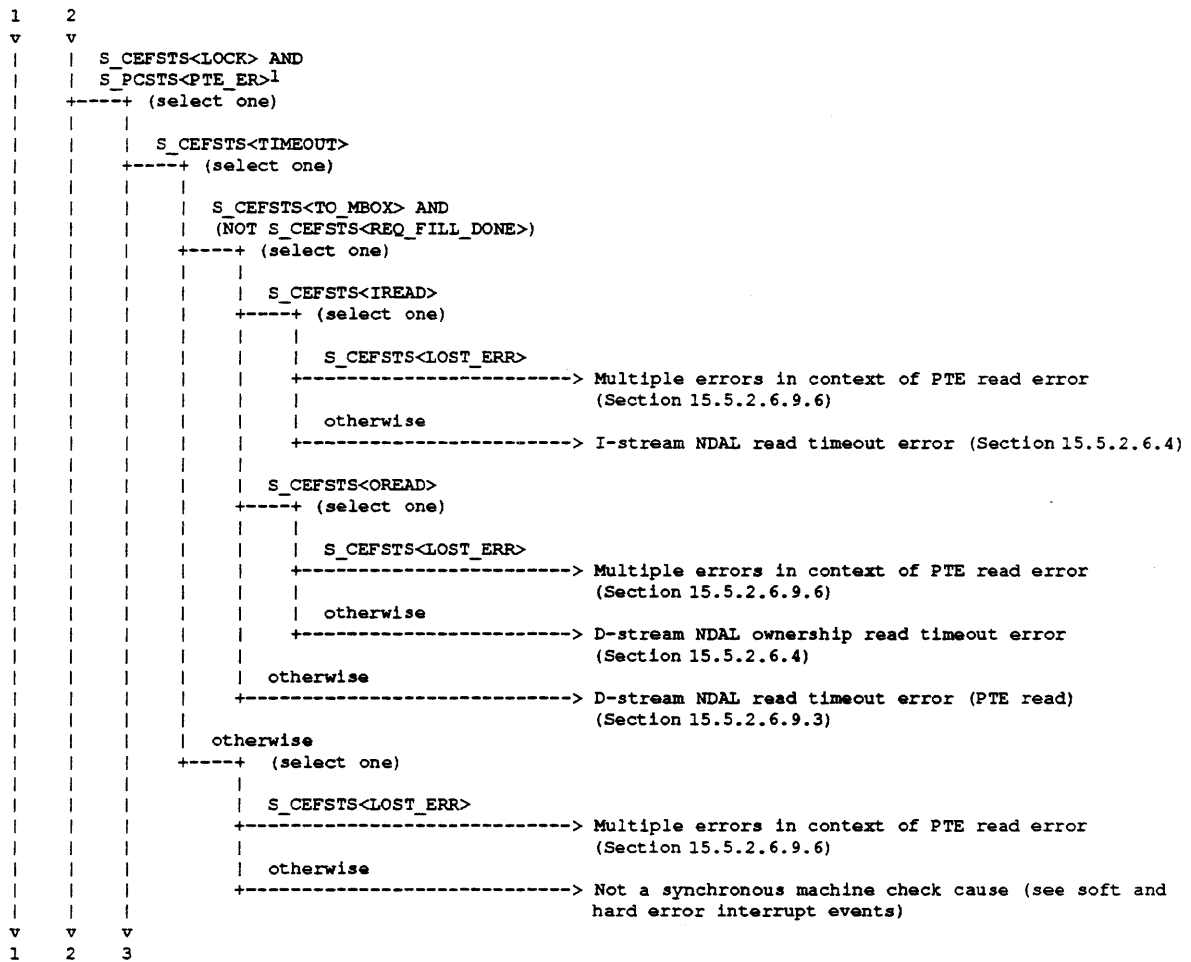 1 2
S_CEFSTS<LOCK> AND
S_PCSTS<PTE_ER>1
(select one)
S_CEFSTS<TIMEOUT>
(select one)
S_CEFSTS<TO_MBOX> AND
(NOT S_CEFSTS<REQ_FILL_DONE>)
(select one)
S_CEFSTS<IREAD>
(select one)
S_CEFSTS<LOST_ERR>
Multiple errors in context of PTE read error
(Section 15.5.2.6.9.6)
otherwise
I-stream NDAL read timeout error (Section 15.5.2.6.4)
S_CEFSTS<OREAD>
(select one)
S_CEFSTS<LOST_ERR>
Multiple errors in context of PTE read error
(Section 15.5.2.6.9.6)
otherwise
D-stream NDAL ownership read timeout error
(Section 15.5.2.6.4)
otherwise
D-stream NDAL read timeout error (PTE read)
(Section 15.5.2.6.9.3)
otherwise
(select one)
S_CEFSTS<LOST_ERR>
Multiple errors in context of PTE read error
(Section 15.5.2.6.9.6)
otherwise
Not a synchronous machine check cause (see soft and
hard error interrupt events)
1 2 3